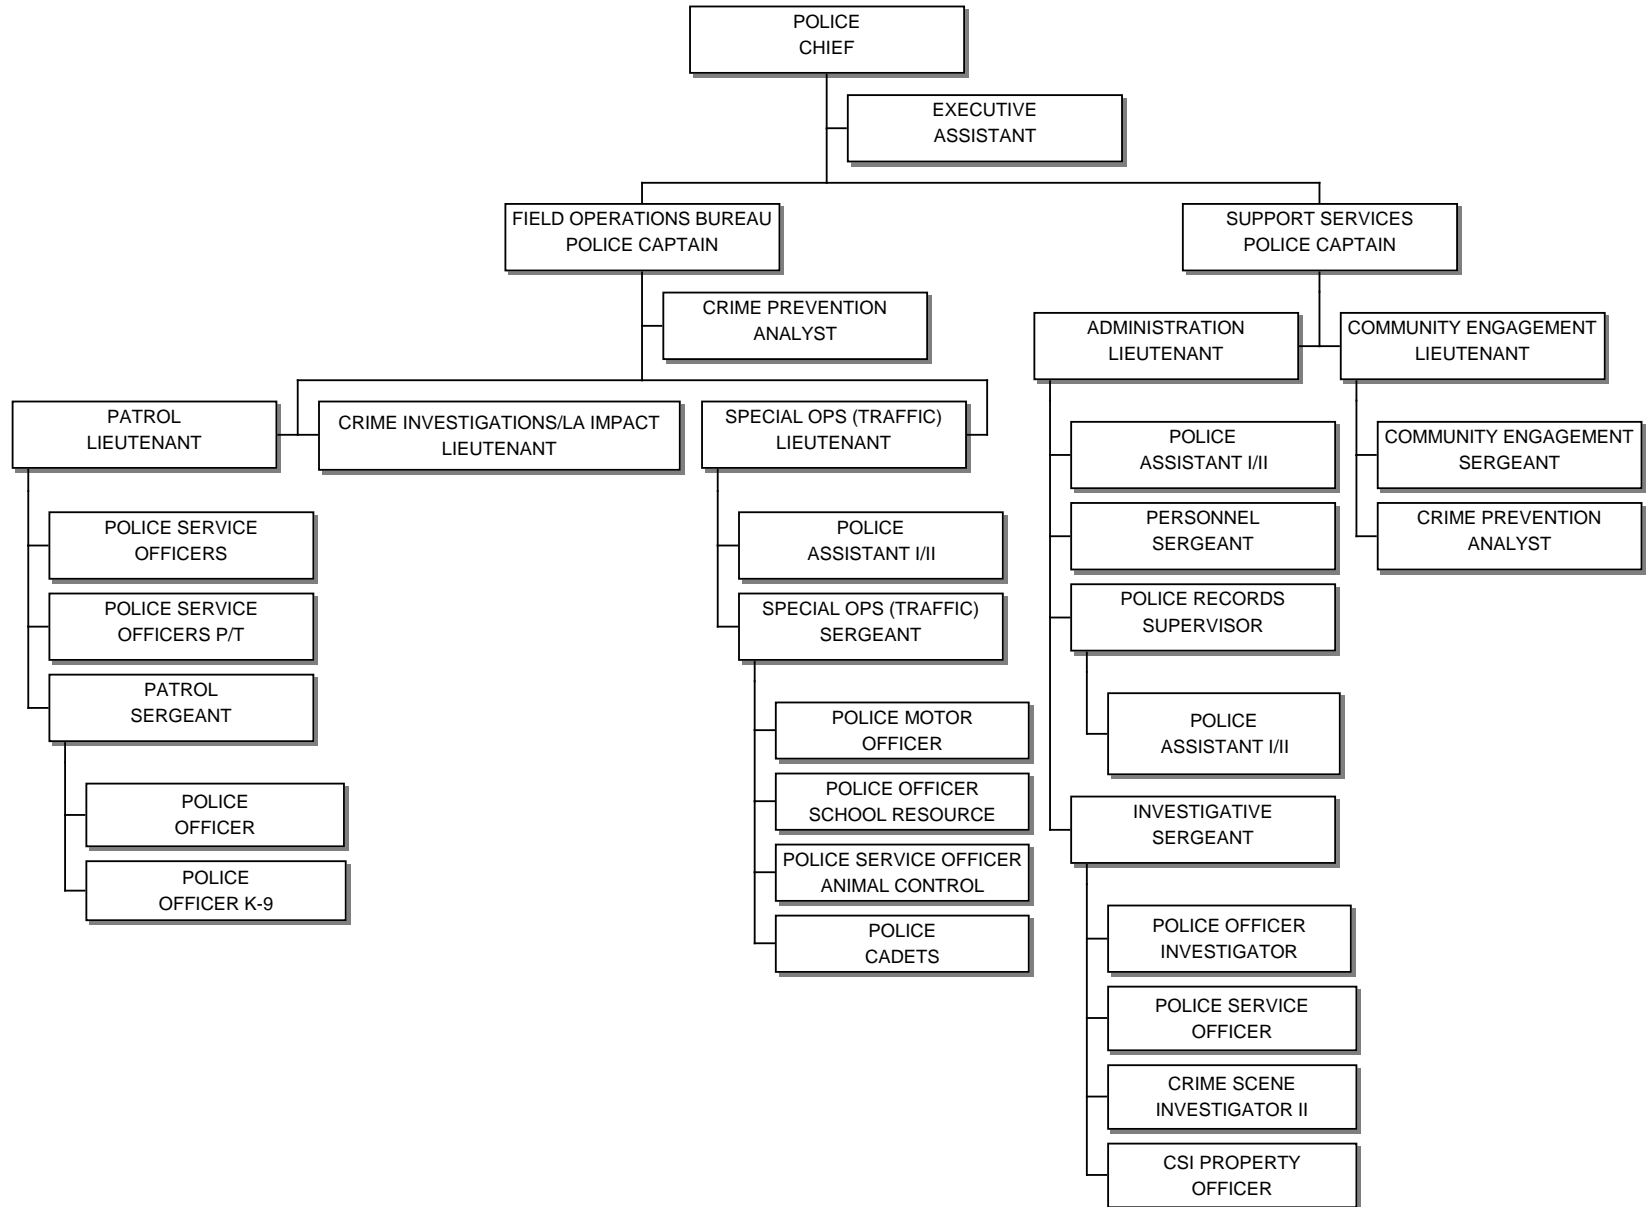 POLICE
CHIEF
EXECUTIVE
ASSISTANT
FIELD OPERATIONS BUREAU
POLICE CAPTAIN
CRIME PREVENTION
ANALYST
PATROL
LIEUTENANT
POLICE SERVICE
OFFICERS
POLICE SERVICE
OFFICERS P/T
PATROL
SERGEANT
POLICE
OFFICER
POLICE
OFFICER K-9
CRIME INVESTIGATIONS/LA IMPACT
LIEUTENANT
SPECIAL OPS (TRAFFIC)
LIEUTENANT
POLICE
ASSISTANT I/II
SPECIAL OPS (TRAFFIC)
SERGEANT
POLICE MOTOR
OFFICER
POLICE OFFICER
SCHOOL RESOURCE
POLICE SERVICE OFFICER
ANIMAL CONTROL
POLICE
CADETS
SUPPORT SERVICES
POLICE CAPTAIN
ADMINISTRATION
LIEUTENANT
POLICE
ASSISTANT I/II
PERSONNEL
SERGEANT
POLICE RECORDS
SUPERVISOR
POLICE
ASSISTANT I/II
INVESTIGATIVE
SERGEANT
POLICE OFFICER
INVESTIGATOR
POLICE SERVICE
OFFICER
CRIME SCENE
INVESTIGATOR II
CSI PROPERTY
OFFICER
COMMUNITY ENGAGEMENT
LIEUTENANT
COMMUNITY ENGAGEMENT
SERGEANT
CRIME PREVENTION
ANALYST